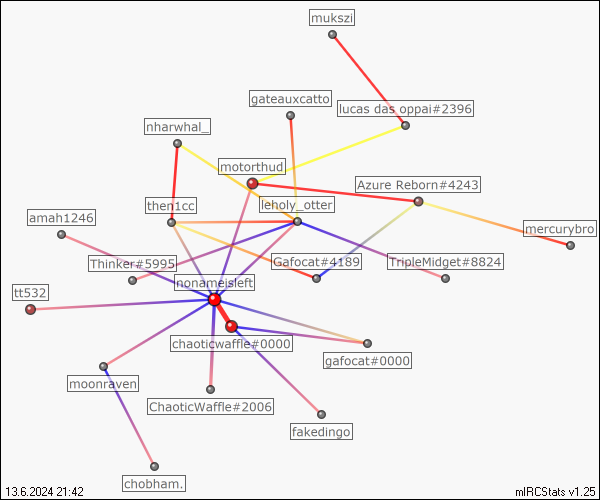 mukszi
gateauxcatto
lucas das oppai#2396
nharwhal_
motorthud
Azure Reborn#4243
then1cc
leholy_otter
amah1246
mercurybro
Thinker#5995
Gafocat#4189
TripleMidget#8824
nonameisleft
tt532
chaoticwaffle#0000
gafocat#0000
moonraven
ChaoticWaffle#2006
fakedingo
chobham.
13.6.2024 21:42
mIRCStats v1.25